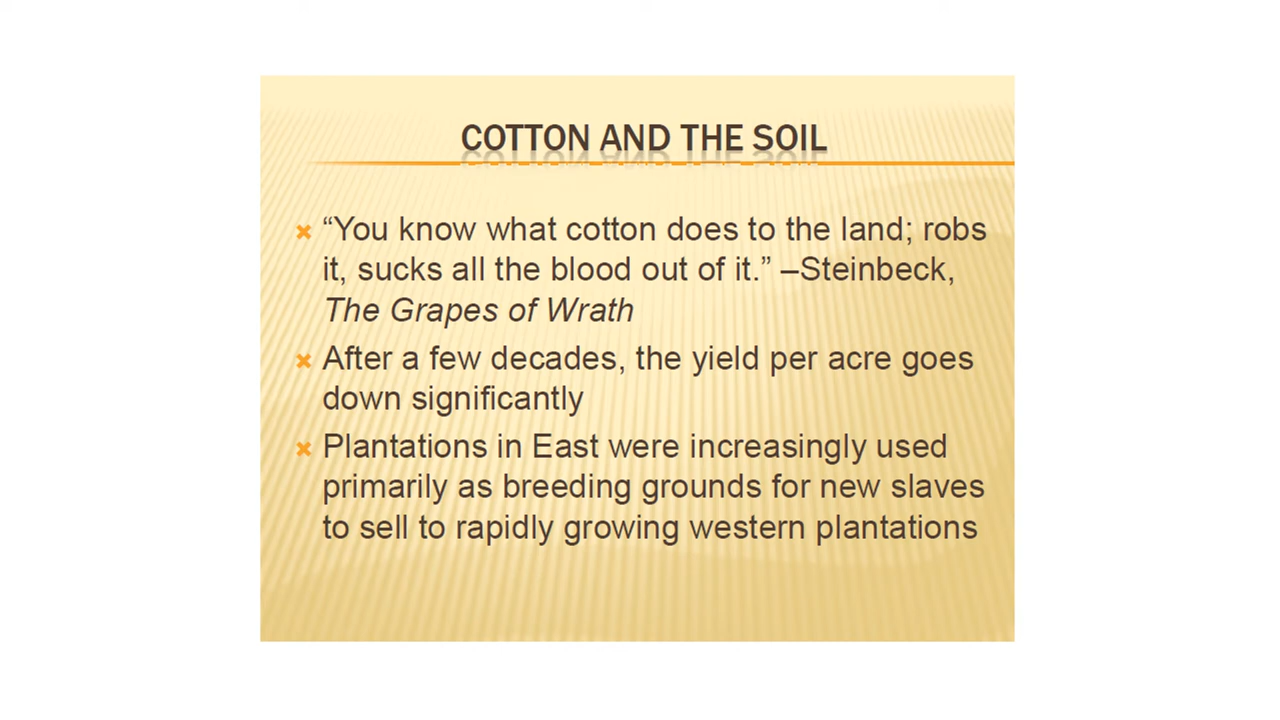 COTTON AND THE SOIL
“You know what cotton does to the land; robs
it, sucks all the blood out of it.” –Steinbeck,
The Grapes of Wrath
After a few decades, the yield per acre goes
down significantly
Plantations in East were increasingly used
primarily as breeding grounds for new slaves
to sell to rapidly growing western plantations